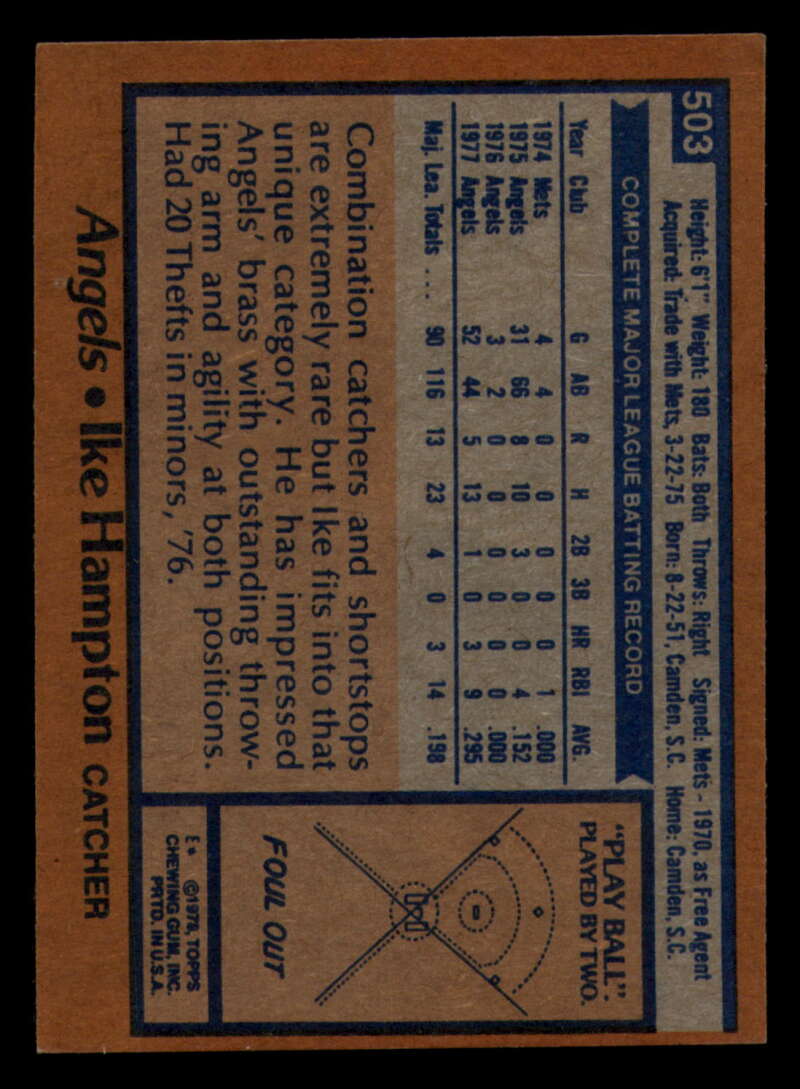 503
Height: 6'1" Weight: 180 Bats: Both Throws: Right Signed: Mets - 1970, as Free Agent
Acquired: Trade with Mets, 3-22-75 Born: 8-22-51, Camden, S.C. Home: Camden, S.C.
COMPLETE MAJOR LEAGUE BATTING RECORD
Year Club G AB R H 2B 3B HR RBI AVG.
1974 Mets 4 4 0 0 0 0 0 1 .000
1975 Angels 31 66 8 10 3 0 0 4 .152
1976 Angels 3 2 0 0 0 0 0 0 .000
1977 Angels 52 44 5 13 1 0 3 9 .295
Maj. Lea. Totals ... 90 116 13 23 4 0 3 14 .198
Combination catchers and shortstops
are extremely rare but Ike fits into that
unique category. He has impressed
Angels' brass with outstanding throw-
ing arm and agility at both positions.
Had 20 Thefts in minors, '76.
"PLAY BALL".
PLAYED BY TWO.
FOUL OUT
E* ©1978, TOPPS
CHEWING GUM, INC.
PRTD. IN U.S.A.
Angels • Ike Hampton CATCHER